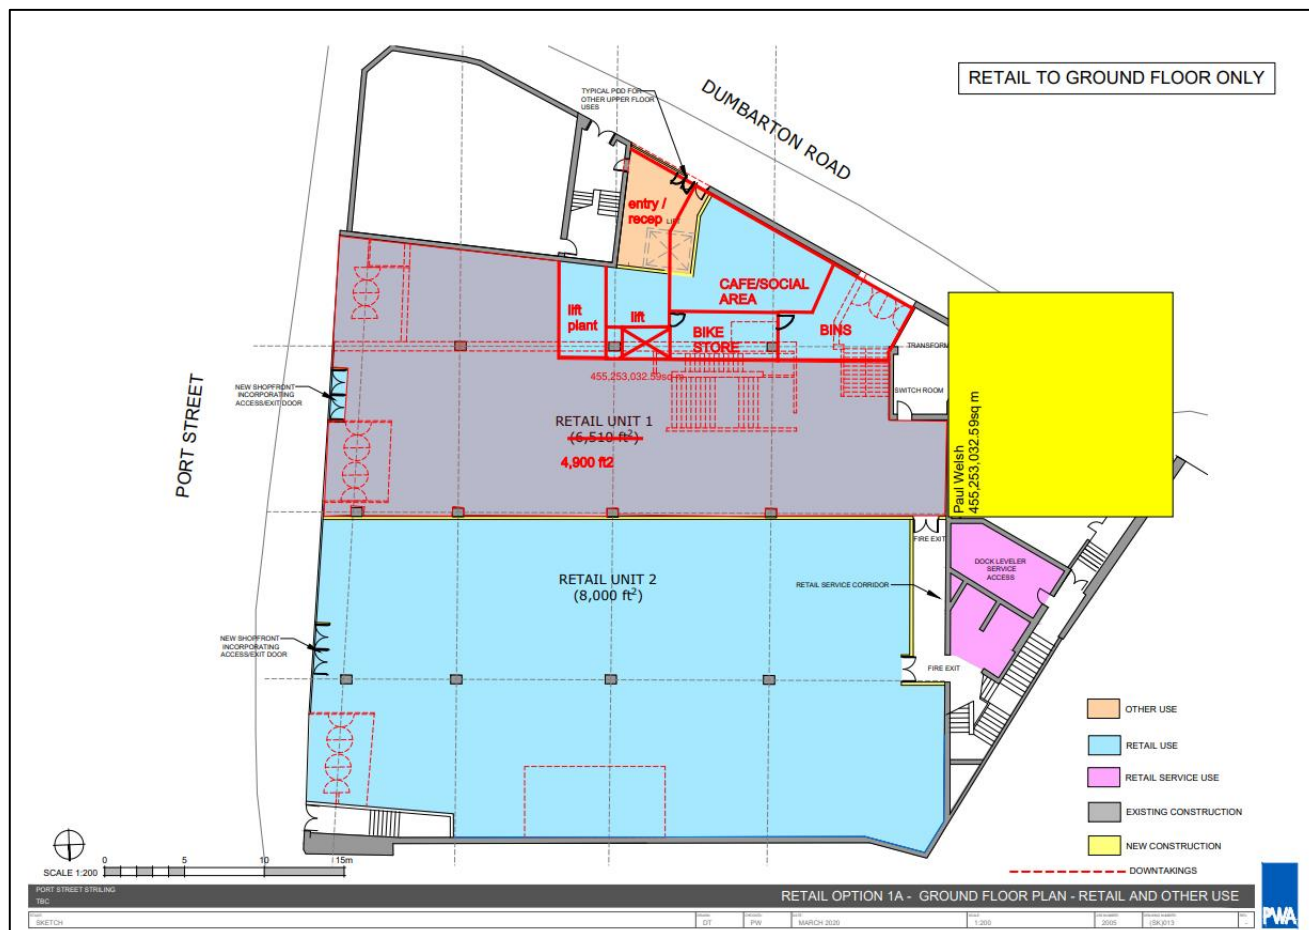 RETAIL TO GROUND FLOOR ONLY
DUMBARTON ROAD
TYPICAL POD FOR
OTHER UPPER FLOOR
USES
entry /
recep
LIFT
CAFE/SOCIAL
AREA
lift
plant
lift
BIKE
STORE
BINS
TRANSFORM
SWITCH ROOM
455,253,032.59sq m
PORT STREET
NEW SHOPFRONT
INCORPORATING
ACCESS/EXIT DOOR
RETAIL UNIT 1
(6,510 ft²)
4,900 ft2
Paul Welsh
455,253,032.59sq m
FIRE EXIT
DOCK LEVELER
SERVICE
ACCESS
RETAIL UNIT 2
(8,000 ft²)
RETAIL SERVICE CORRIDOR
NEW SHOPFRONT
INCORPORATING
ACCESS/EXIT DOOR
FIRE EXIT
OTHER USE
RETAIL USE
RETAIL SERVICE USE
EXISTING CONSTRUCTION
NEW CONSTRUCTION
DOWNTAKINGS
SCALE 1:200
0 5 10 15m
PORT STREET STRILING
TBC
RETAIL OPTION 1A - GROUND FLOOR PLAN - RETAIL AND OTHER USE
SKETCH
DT
PW
MARCH 2020
1:200
2005
(SK)013
-
PWA